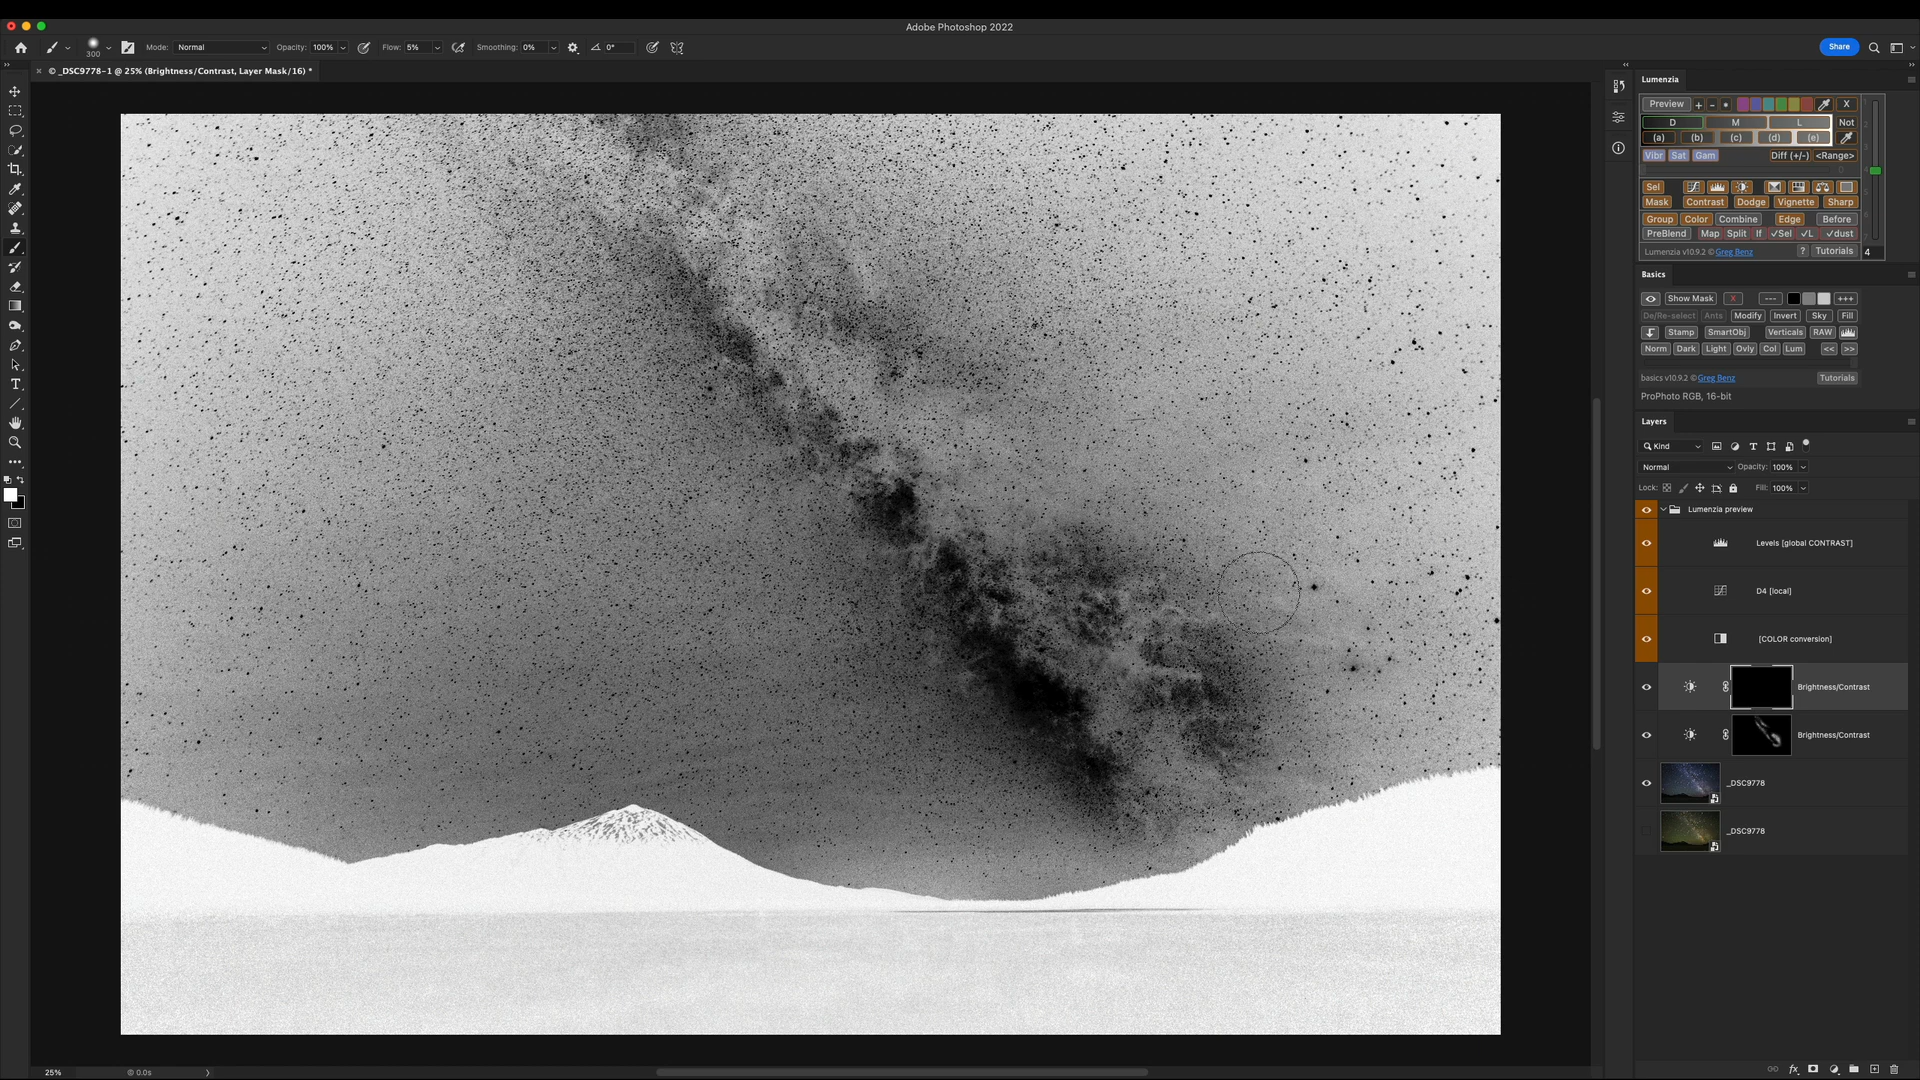 Adobe Photoshop 2022
300
Mode: Normal
Opacity: 100%
Flow: 5%
Smoothing: 0%
0°
Share
× © _DSC9778-1 @ 25% (Brightness/Contrast, Layer Mask/16) *
Lumenzia
Preview + - • X
D M L Not
(a) (b) (c) (d) (e)
Vibr Sat Gam Diff (+/-) <Range>
0
Sel
Mask Contrast Dodge Vignette Sharp
Group Color Combine Edge Before
PreBlend Map Split If ✓Sel ✓L ✓dust
Lumenzia v10.9.2 © Greg Benz ? Tutorials 4
Basics
Show Mask X --- +++
De/Re-select Ants Modify Invert Sky Fill
Stamp SmartObj Verticals RAW
Norm Dark Light Ovly Col Lum << >>
basics v10.9.2 © Greg Benz Tutorials
ProPhoto RGB, 16-bit
Layers
Kind
Normal Opacity: 100%
Lock: Fill: 100%
Lumenzia preview
Levels [global CONTRAST]
D4 [local]
[COLOR conversion]
Brightness/Contrast
Brightness/Contrast
_DSC9778
_DSC9778
25% @ 0.0s